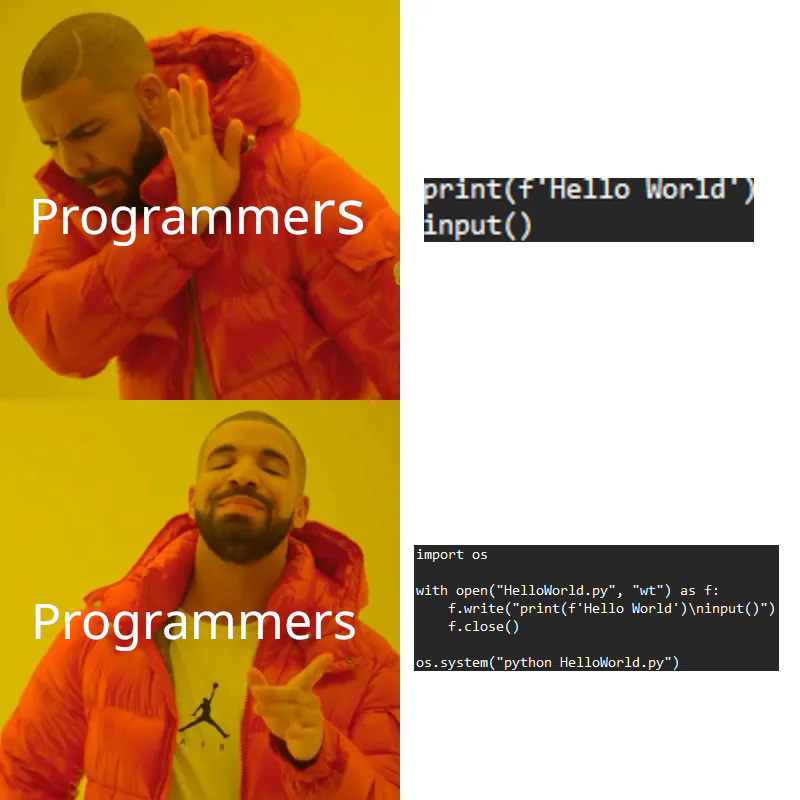 Programmers
print(f'Hello World')
input()
Programmers
AIR
import os
with open("HelloWorld.py", "wt") as f:
    f.write("print(f'Hello World')\ninput()")
    f.close()
os.system("python HelloWorld.py")